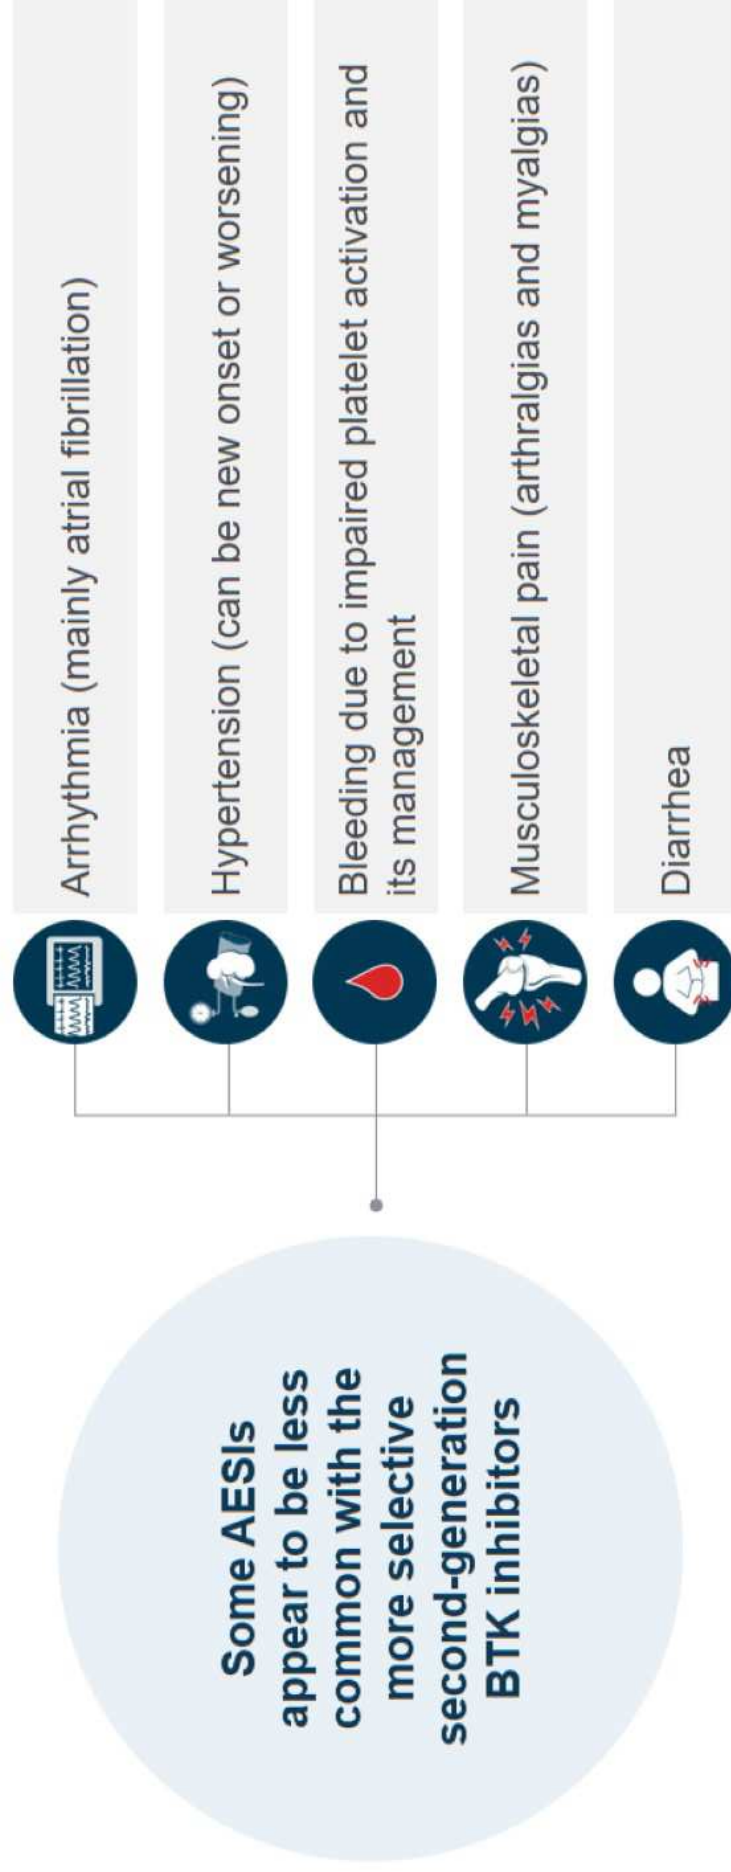 Some AESIs
appear to be less
common with the
more selective
second-generation
BTK inhibitors
Arrhythmia (mainly atrial fibrillation)
Hypertension (can be new onset or worsening)
Bleeding due to impaired platelet activation and
its management
Musculoskeletal pain (arthralgias and myalgias)
Diarrhea